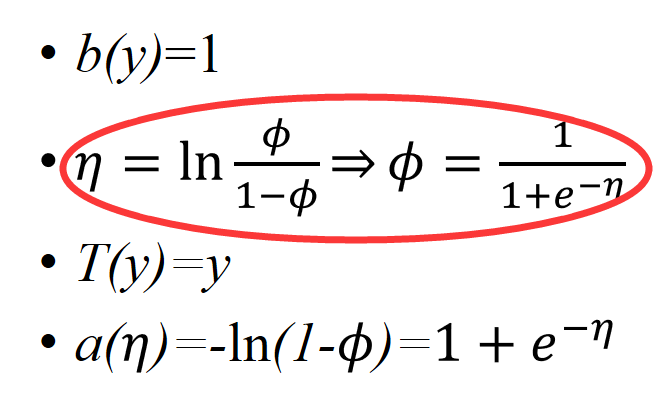 • b(y)=1
• η = ln ϕ/(1−ϕ) ⇒ ϕ = 1/(1+e^{−η})
• T(y)=y
• a(η)=-ln(1-ϕ)=1 + e^{−η}